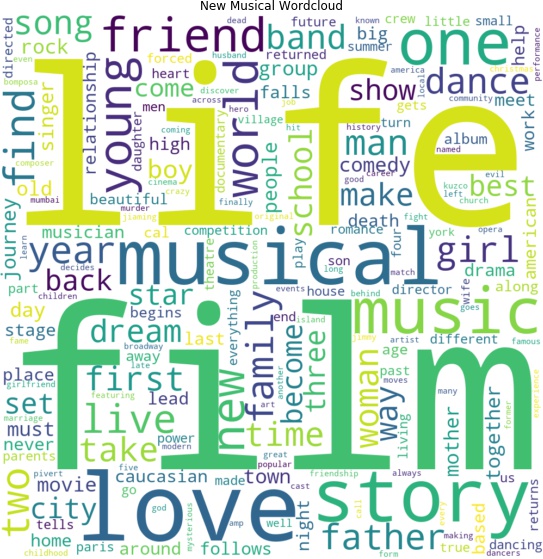 New Musical Wordcloud
directed
song
friend
band
dead
known
future
crew
little
small
even
rock
forced
husband
returned
big
summer
america
one
christmas
performance
life
bomposa
find
singer
relationship
young
come
heart
men
daughter
across
discover
world
documentary
hero
job
group
falls
village
show
gets
local
community
dance
meet
help
work
composer
old
mumbai
high
boy
coming
cinema
crazy
beautiful
murder
jiaming
finally
hit
original
people
school
history
turn
man
comedy
good
career
make
named
album
evil
left
kuzco
church
best
american
journey
learn
musician
year
decides
children
back
cal
competition
theatre
musical
production
play
romance
son
long
events
death
four
match
house
director
behind
york
fight
girl
opera
drama
goes
wife
along
part
day
stage
fame
star
begins
dream
away
last
everything
family
end
island
music
jimmy
artist
different
famous
film
place
girlfriend
set
must
marriage
never
parents
first
broadway
late
featuring
live
take
lead
power
modern
new
time
another
art
become
three
great
popular
woman
way
age
past
moves
living
mother
many
together
former
experience
two
movie
pivert
city
tells
home
childhood
love
caucasian
five
go
made
god
paris
around
mysterious
follows
amp
town
well
cast
night
friendship
story
call
father
always
every
making
true
form
based
us
returns
dancing
dancers